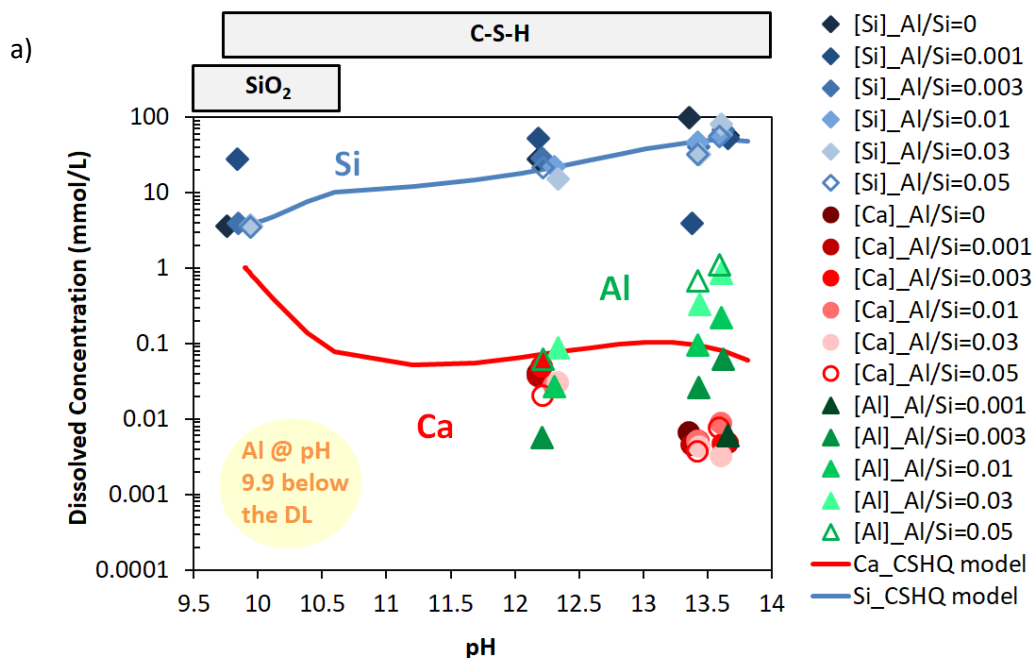 a)
C-S-H
SiO2
Dissolved Concentration (mmol/L)
100
10
1
0.1
0.01
0.001
0.0001
Si
Al
Ca
Al @ pH
9.9 below
the DL
9.5 10 10.5 11 11.5 12 12.5 13 13.5 14
pH
[Si]_Al/Si=0
[Si]_Al/Si=0.001
[Si]_Al/Si=0.003
[Si]_Al/Si=0.01
[Si]_Al/Si=0.03
[Si]_Al/Si=0.05
[Ca]_Al/Si=0
[Ca]_Al/Si=0.001
[Ca]_Al/Si=0.003
[Ca]_Al/Si=0.01
[Ca]_Al/Si=0.03
[Ca]_Al/Si=0.05
[Al]_Al/Si=0.001
[Al]_Al/Si=0.003
[Al]_Al/Si=0.01
[Al]_Al/Si=0.03
[Al]_Al/Si=0.05
Ca_CSHQ model
Si_CSHQ model